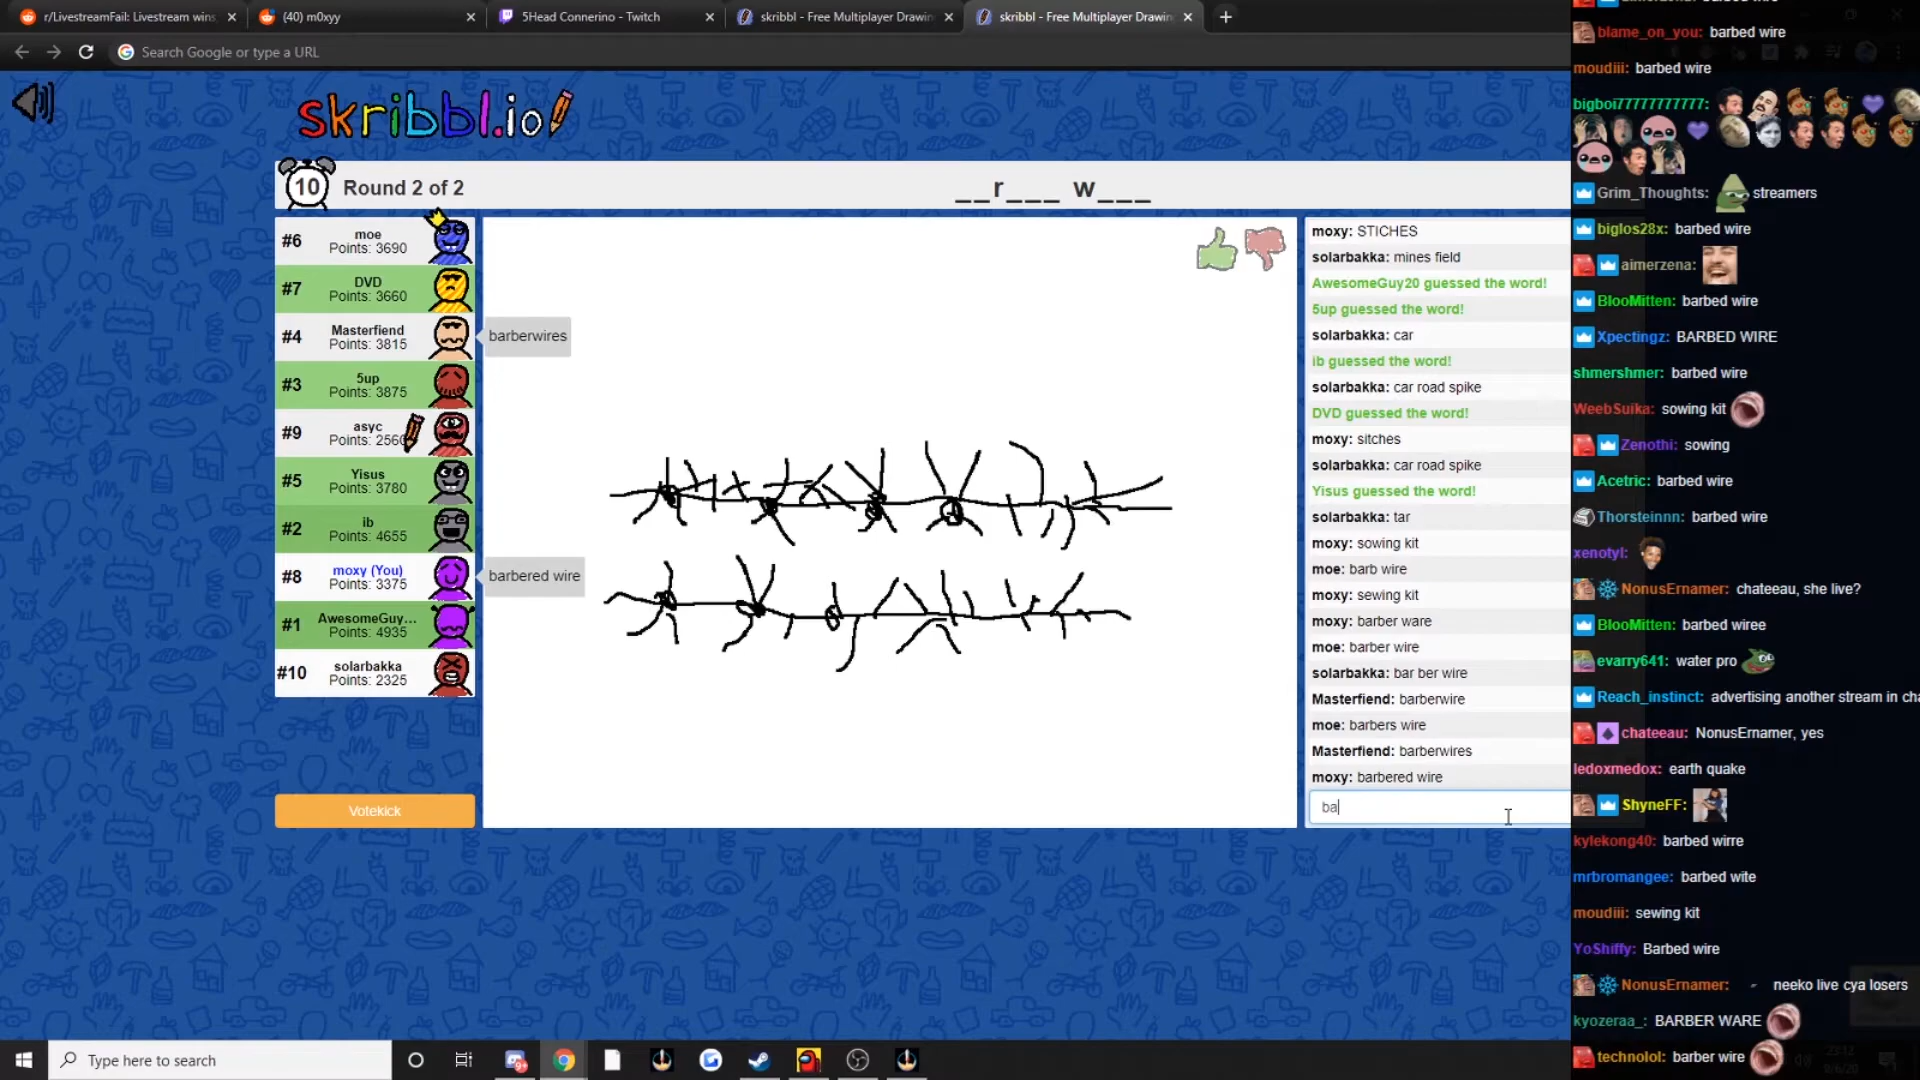 r/LivestreamFail: Livestream wins
(40) m0xyy
5Head Connerino - Twitch
skribbl - Free Multiplayer Drawin
skribbl - Free Multiplayer Drawin
Search Google or type a URL
skribbl.io
10
Round 2 of 2
__r___ w___
#6 moe
Points: 3690
#7 DVD
Points: 3660
#4 Masterfiend
Points: 3815
barberwires
#3 5up
Points: 3875
#9 asyc
Points: 2560
#5 Yisus
Points: 3780
#2 ib
Points: 4655
#8 moxy (You)
Points: 3375
barbered wire
#1 AwesomeGuy...
Points: 4935
#10 solarbakka
Points: 2325
Votekick
moxy: STICHES
solarbakka: mines field
AwesomeGuy20 guessed the word!
5up guessed the word!
solarbakka: car
ib guessed the word!
solarbakka: car road spike
DVD guessed the word!
moxy: sitches
solarbakka: car road spike
Yisus guessed the word!
solarbakka: tar
moxy: sowing kit
moe: barb wire
moxy: sewing kit
moxy: barber ware
moe: barber wire
solarbakka: bar ber wire
Masterfiend: barberwire
moe: barbers wire
Masterfiend: barberwires
moxy: barbered wire
ba
blame_on_you: barbed wire
moudiii: barbed wire
bigboi77777777777:
Grim_Thoughts: streamers
biglos28x: barbed wire
aimerzena:
BlooMitten: barbed wire
Xpectingz: BARBED WIRE
shmershmer: barbed wire
WeebSuika: sowing kit
Zenothi: sowing
Acetric: barbed wire
Thorsteinnn: barbed wire
xenotyl:
NonusErnamer: chateeau, she live?
BlooMitten: barbed wiree
evarry641: water pro
Reach_instinct: advertising another stream in cha
chateeau: NonusErnamer, yes
ledoxmedox: earth quake
ShyneFF:
kylekong40: barbed wirre
mrbromangee: barbed wite
moudiii: sewing kit
YoShiffy: Barbed wire
NonusErnamer: - neeko live cya losers
kyozeraa_: BARBER WARE
technolol: barber wire
Type here to search